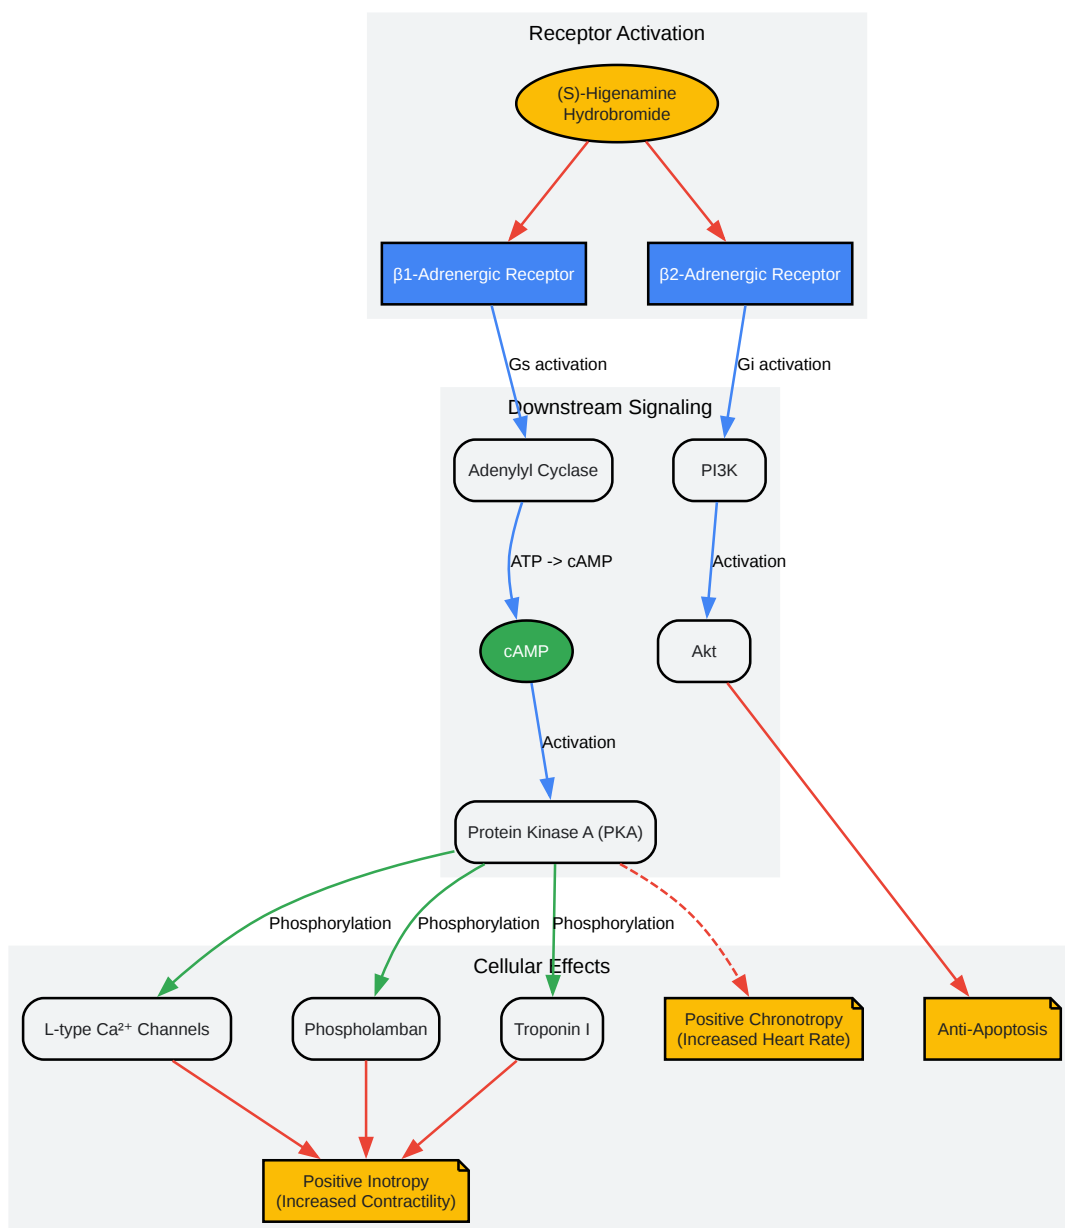 Receptor Activation
(S)-Higenamine
Hydrobromide
β1-Adrenergic Receptor
β2-Adrenergic Receptor
Gs activation
Gi activation
Downstream Signaling
Adenylyl Cyclase
PI3K
ATP -> cAMP
Activation
cAMP
Akt
Activation
Protein Kinase A (PKA)
Phosphorylation
Phosphorylation
Phosphorylation
Cellular Effects
L-type Ca²⁺ Channels
Phospholamban
Troponin I
Positive Chronotropy
(Increased Heart Rate)
Anti-Apoptosis
Positive Inotropy
(Increased Contractility)